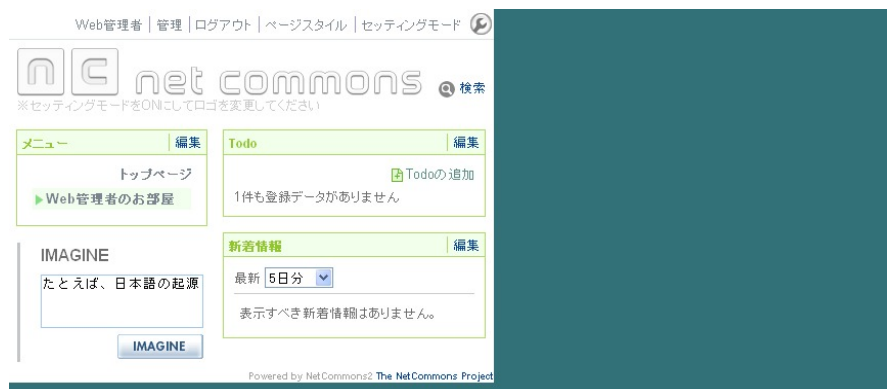 Web管理者 | 管理 | ログアウト | ページスタイル | セッティングモード
nc net commons 検索
※セッティングモードをONにしてロゴを変更してください
メニュー 編集
トップページ
Web管理者のお部屋
Todo 編集
Todoの追加
1件も登録データがありません
IMAGINE
たとえば、日本語の起源
IMAGINE
新着情報 編集
最新 5日分
表示すべき新着情報はありません。
Powered by NetCommons2 The NetCommons Project